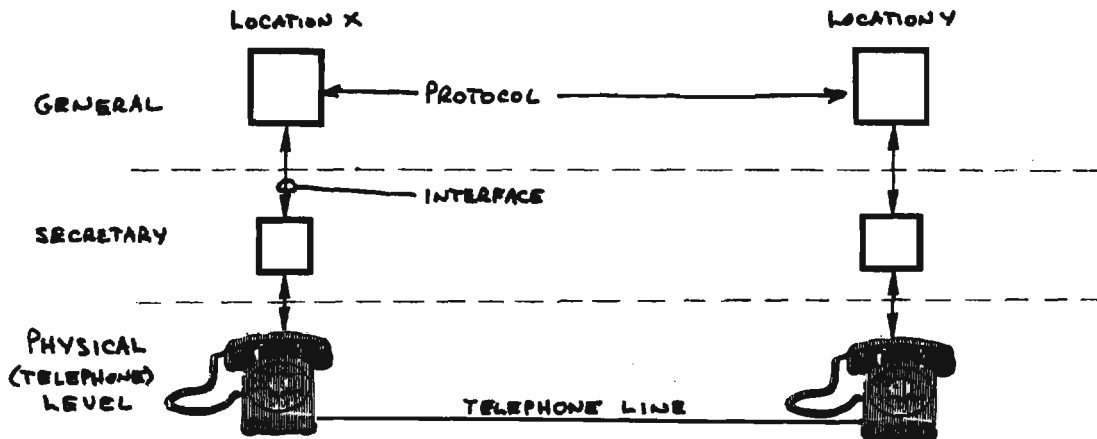 LOCATION X
LOCATION Y
GENERAL
PROTOCOL
INTERFACE
SECRETARY
PHYSICAL
(TELEPHONE)
LEVEL
TELEPHONE LINE